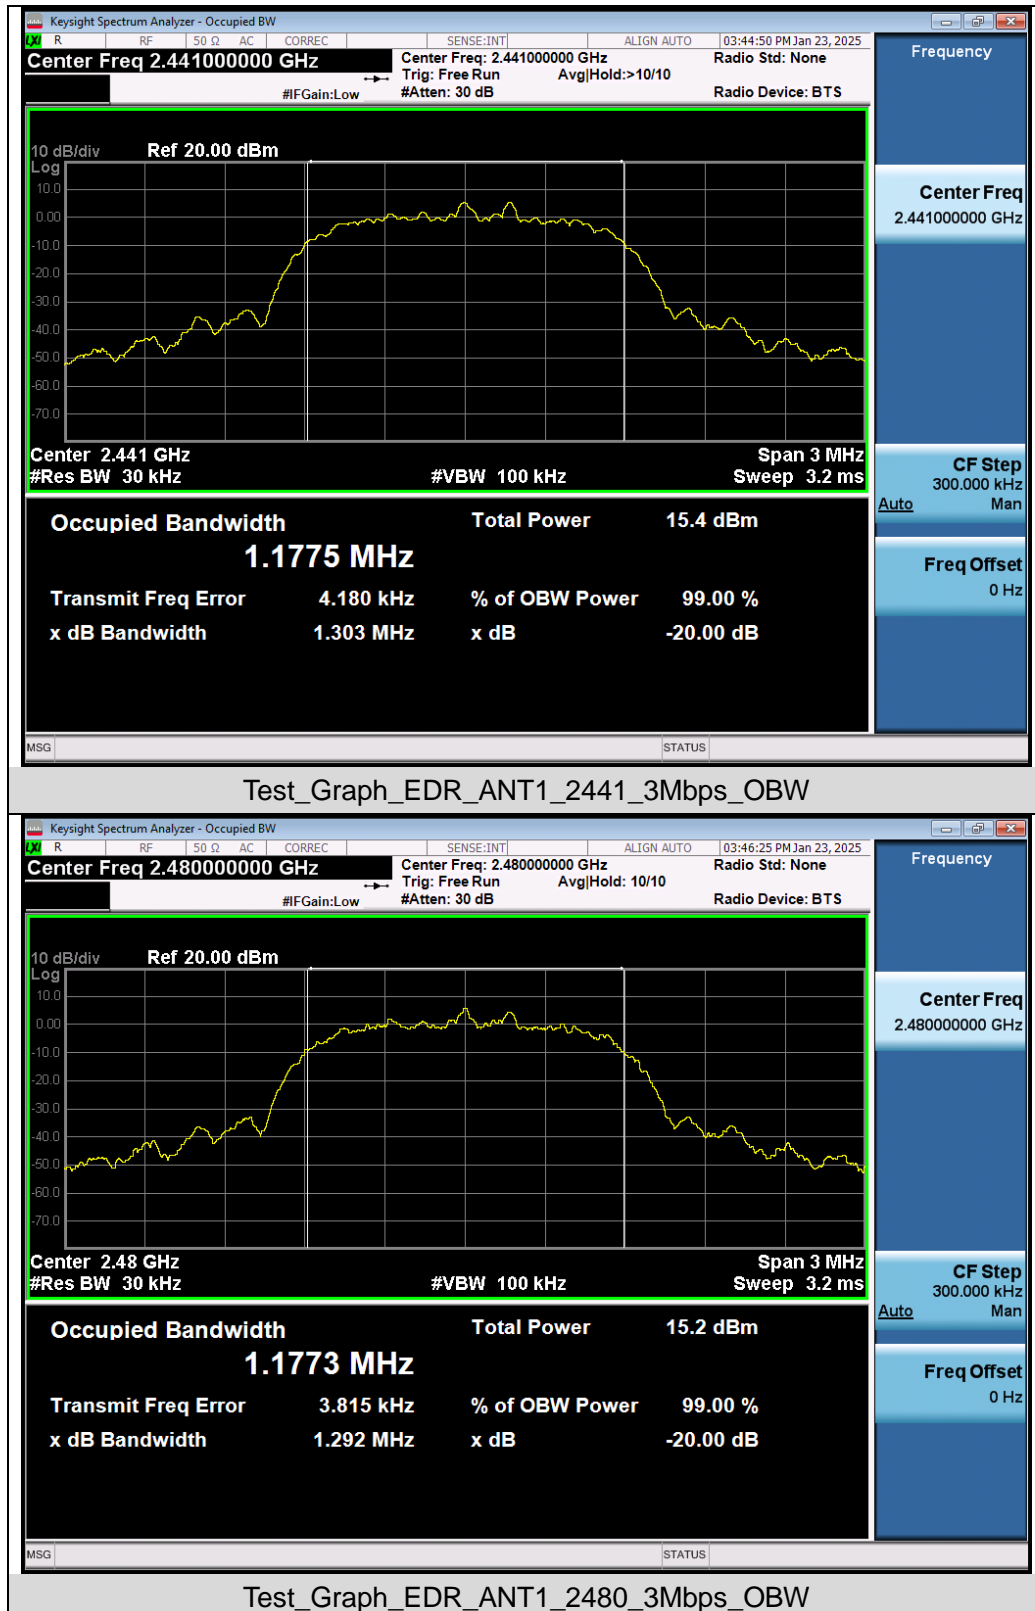 Keysight Spectrum Analyzer - Occupied BW
LXI R RF 50 Ω AC CORREC SENSE:INT ALIGN AUTO 03:44:50 PM Jan 23, 2025
Center Freq 2.441000000 GHz
Center Freq: 2.441000000 GHz
Radio Std: None
Trig: Free Run Avg|Hold:>10/10
#IFGain:Low
#Atten: 30 dB
Radio Device: BTS
Frequency
10 dB/div Ref 20.00 dBm
Log
10.0
0.00
-10.0
-20.0
-30.0
-40.0
-50.0
-60.0
-70.0
Center Freq
2.441000000 GHz
Center 2.441 GHz Span 3 MHz
#Res BW 30 kHz #VBW 100 kHz Sweep 3.2 ms
CF Step
300.000 kHz
Auto Man
Occupied Bandwidth Total Power 15.4 dBm
1.1775 MHz
Transmit Freq Error 4.180 kHz % of OBW Power 99.00 %
x dB Bandwidth 1.303 MHz x dB -20.00 dB
Freq Offset
0 Hz
MSG STATUS
Test_Graph_EDR_ANT1_2441_3Mbps_OBW
Keysight Spectrum Analyzer - Occupied BW
LXI R RF 50 Ω AC CORREC SENSE:INT ALIGN AUTO 03:46:25 PM Jan 23, 2025
Center Freq 2.480000000 GHz
Center Freq: 2.480000000 GHz
Radio Std: None
Trig: Free Run Avg|Hold: 10/10
#IFGain:Low
#Atten: 30 dB
Radio Device: BTS
Frequency
10 dB/div Ref 20.00 dBm
Log
10.0
0.00
-10.0
-20.0
-30.0
-40.0
-50.0
-60.0
-70.0
Center Freq
2.480000000 GHz
Center 2.48 GHz Span 3 MHz
#Res BW 30 kHz #VBW 100 kHz Sweep 3.2 ms
CF Step
300.000 kHz
Auto Man
Occupied Bandwidth Total Power 15.2 dBm
1.1773 MHz
Transmit Freq Error 3.815 kHz % of OBW Power 99.00 %
x dB Bandwidth 1.292 MHz x dB -20.00 dB
Freq Offset
0 Hz
MSG STATUS
Test_Graph_EDR_ANT1_2480_3Mbps_OBW